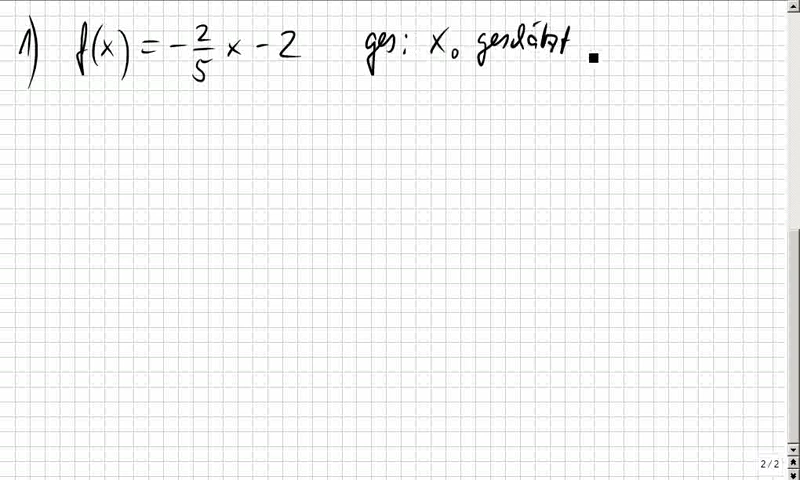 1) f(x) = -2/5 x - 2 ges: x₀ geschätzt
2/2